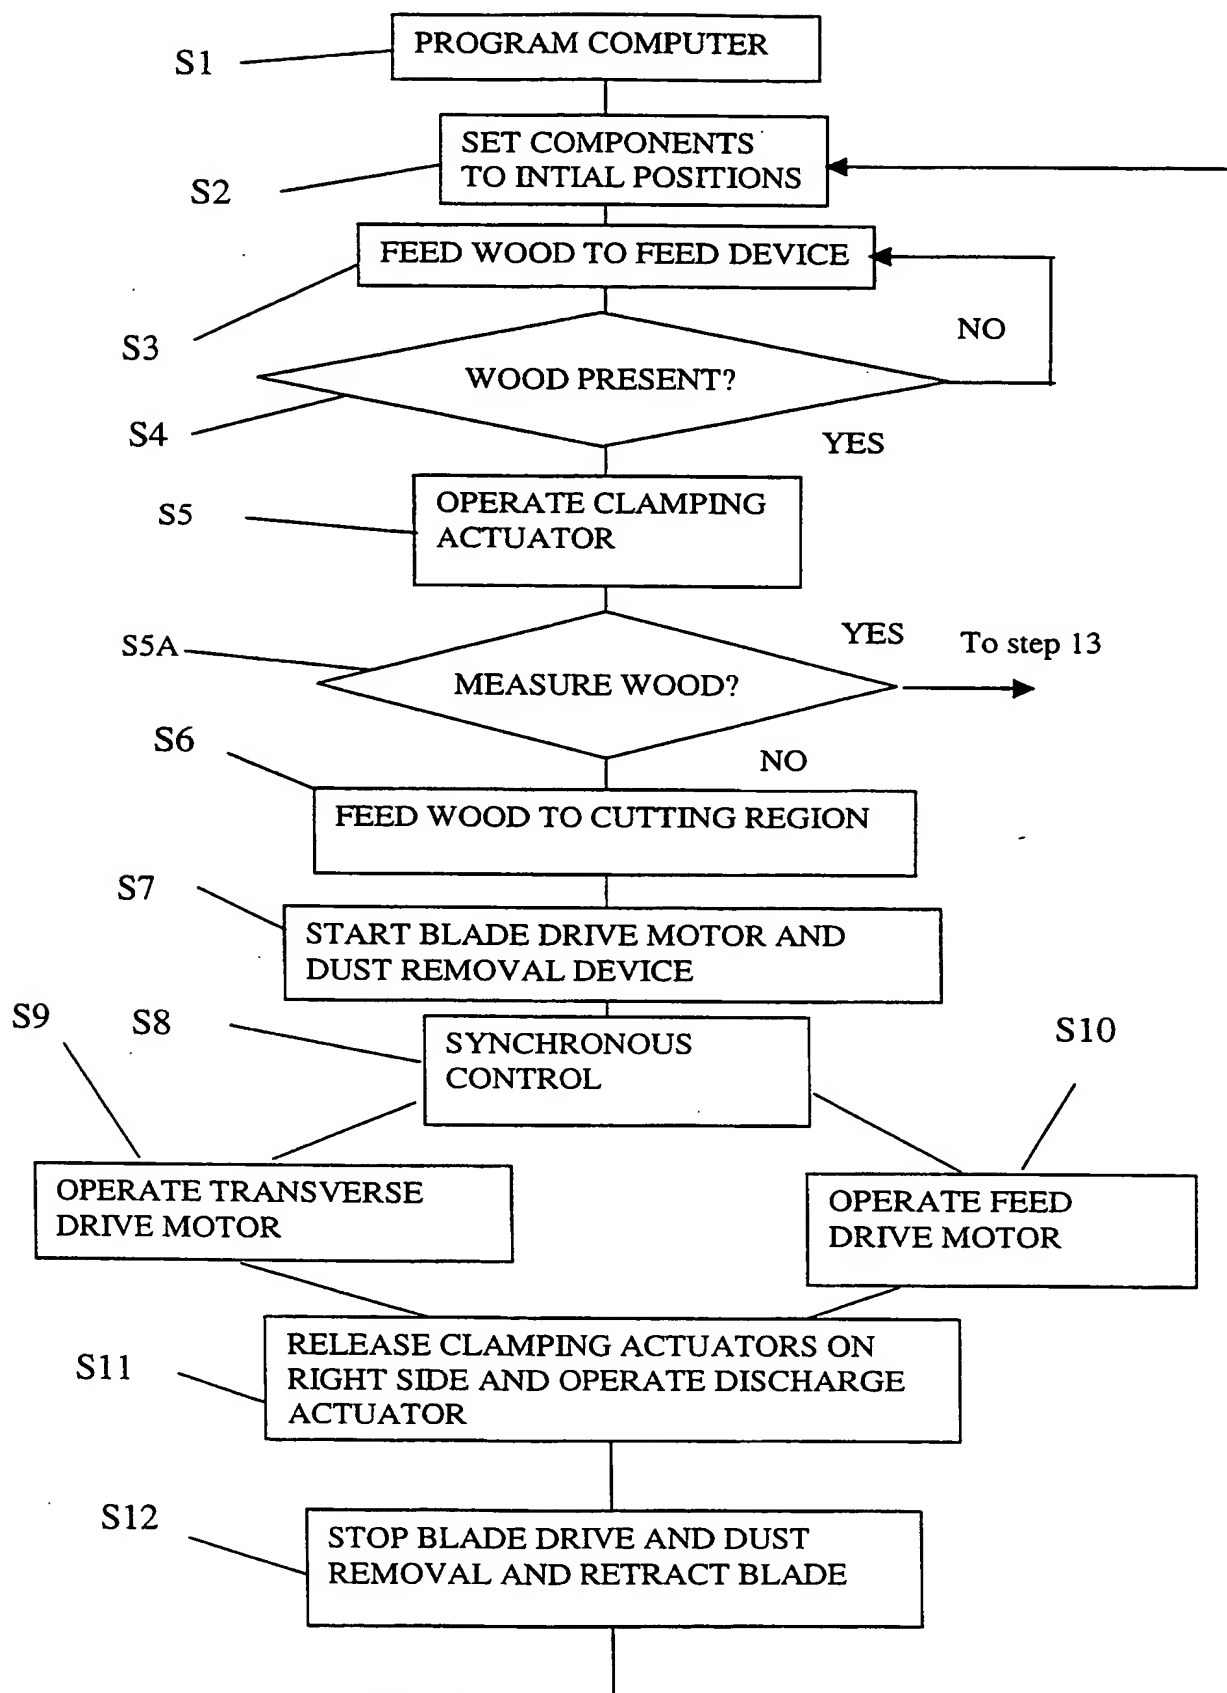 S1
PROGRAM COMPUTER
S2
SET COMPONENTS
TO INTIAL POSITIONS
S3
FEED WOOD TO FEED DEVICE
NO
S4
WOOD PRESENT?
YES
S5
OPERATE CLAMPING
ACTUATOR
S5A
MEASURE WOOD?
YES
To step 13
NO
S6
FEED WOOD TO CUTTING REGION
S7
START BLADE DRIVE MOTOR AND
DUST REMOVAL DEVICE
S8
SYNCHRONOUS
CONTROL
S9
OPERATE TRANSVERSE
DRIVE MOTOR
S10
OPERATE FEED
DRIVE MOTOR
S11
RELEASE CLAMPING ACTUATORS ON
RIGHT SIDE AND OPERATE DISCHARGE
ACTUATOR
S12
STOP BLADE DRIVE AND DUST
REMOVAL AND RETRACT BLADE